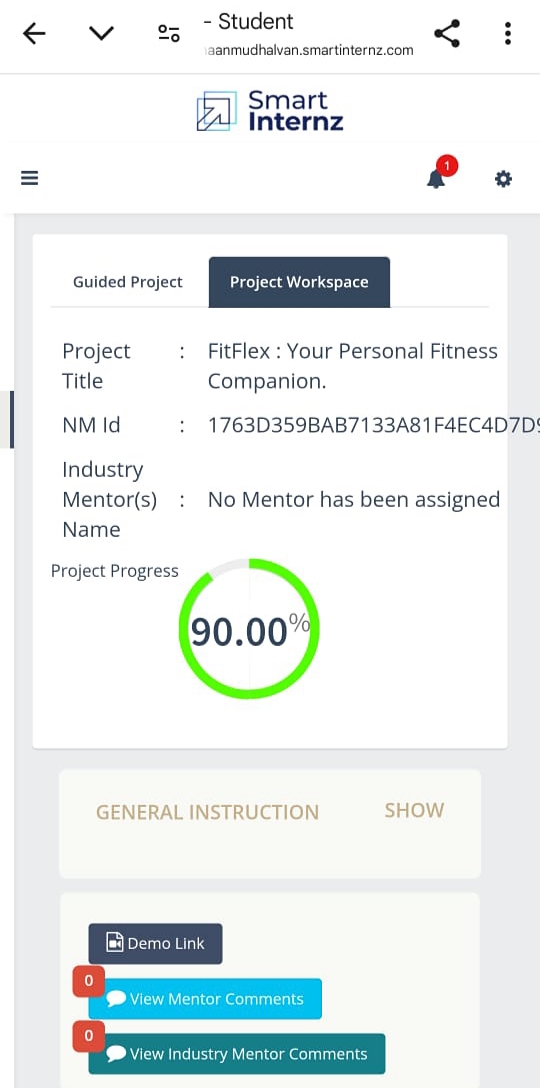 - Student
aanmudhalvan.smartinternz.com
Smart
Internz
1
Guided Project
Project Workspace
Project Title : FitFlex : Your Personal Fitness Companion.
NM Id : 1763D359BAB7133A81F4EC4D7D9
Industry Mentor(s) Name : No Mentor has been assigned
Project Progress
90.00%
GENERAL INSTRUCTION SHOW
Demo Link
0
View Mentor Comments
0
View Industry Mentor Comments